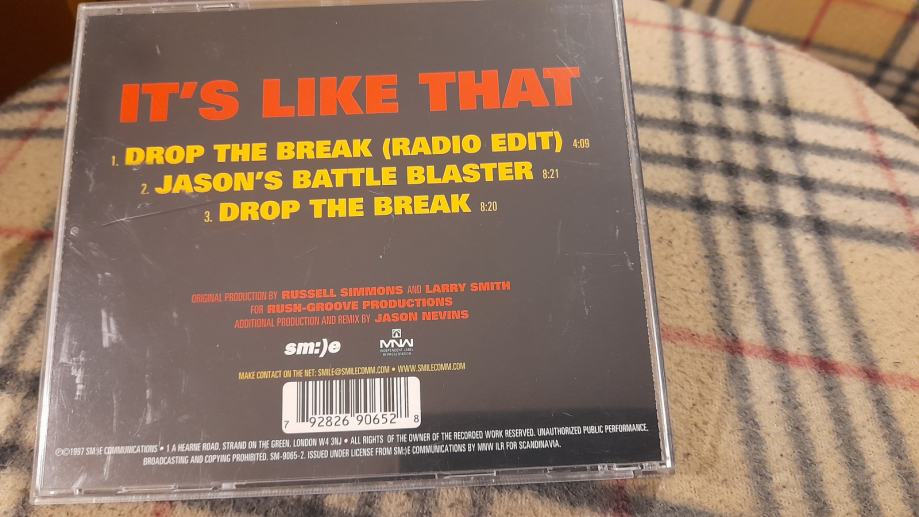 IT'S LIKE THAT
1. DROP THE BREAK (RADIO EDIT) 4:09
2. JASON'S BATTLE BLASTER 8:21
3. DROP THE BREAK 8:20
ORIGINAL PRODUCTION BY RUSSELL SIMMONS AND LARRY SMITH
FOR RUSH-GROOVE PRODUCTIONS
ADDITIONAL PRODUCTION AND REMIX BY JASON NEVINS
sm:)e MNW
INDEPENDENT LABEL
REPRESENTATION
MAKE CONTACT ON THE NET: SMILE@SMILECOMM.COM • WWW.SMILECOMM.COM
7 92826 90652 8
℗©1997 SM:)E COMMUNICATIONS • 1 A HEARNE ROAD, STRAND ON THE GREEN, LONDON W4 3NJ • ALL RIGHTS OF THE OWNER OF THE RECORDED WORK RESERVED. UNAUTHORIZED PUBLIC PERFORMANCE,
BROADCASTING AND COPYING PROHIBITED. SM-9065-2. ISSUED UNDER LICENSE FROM SM:)E COMMUNICATIONS BY MNW ILR FOR SCANDINAVIA.